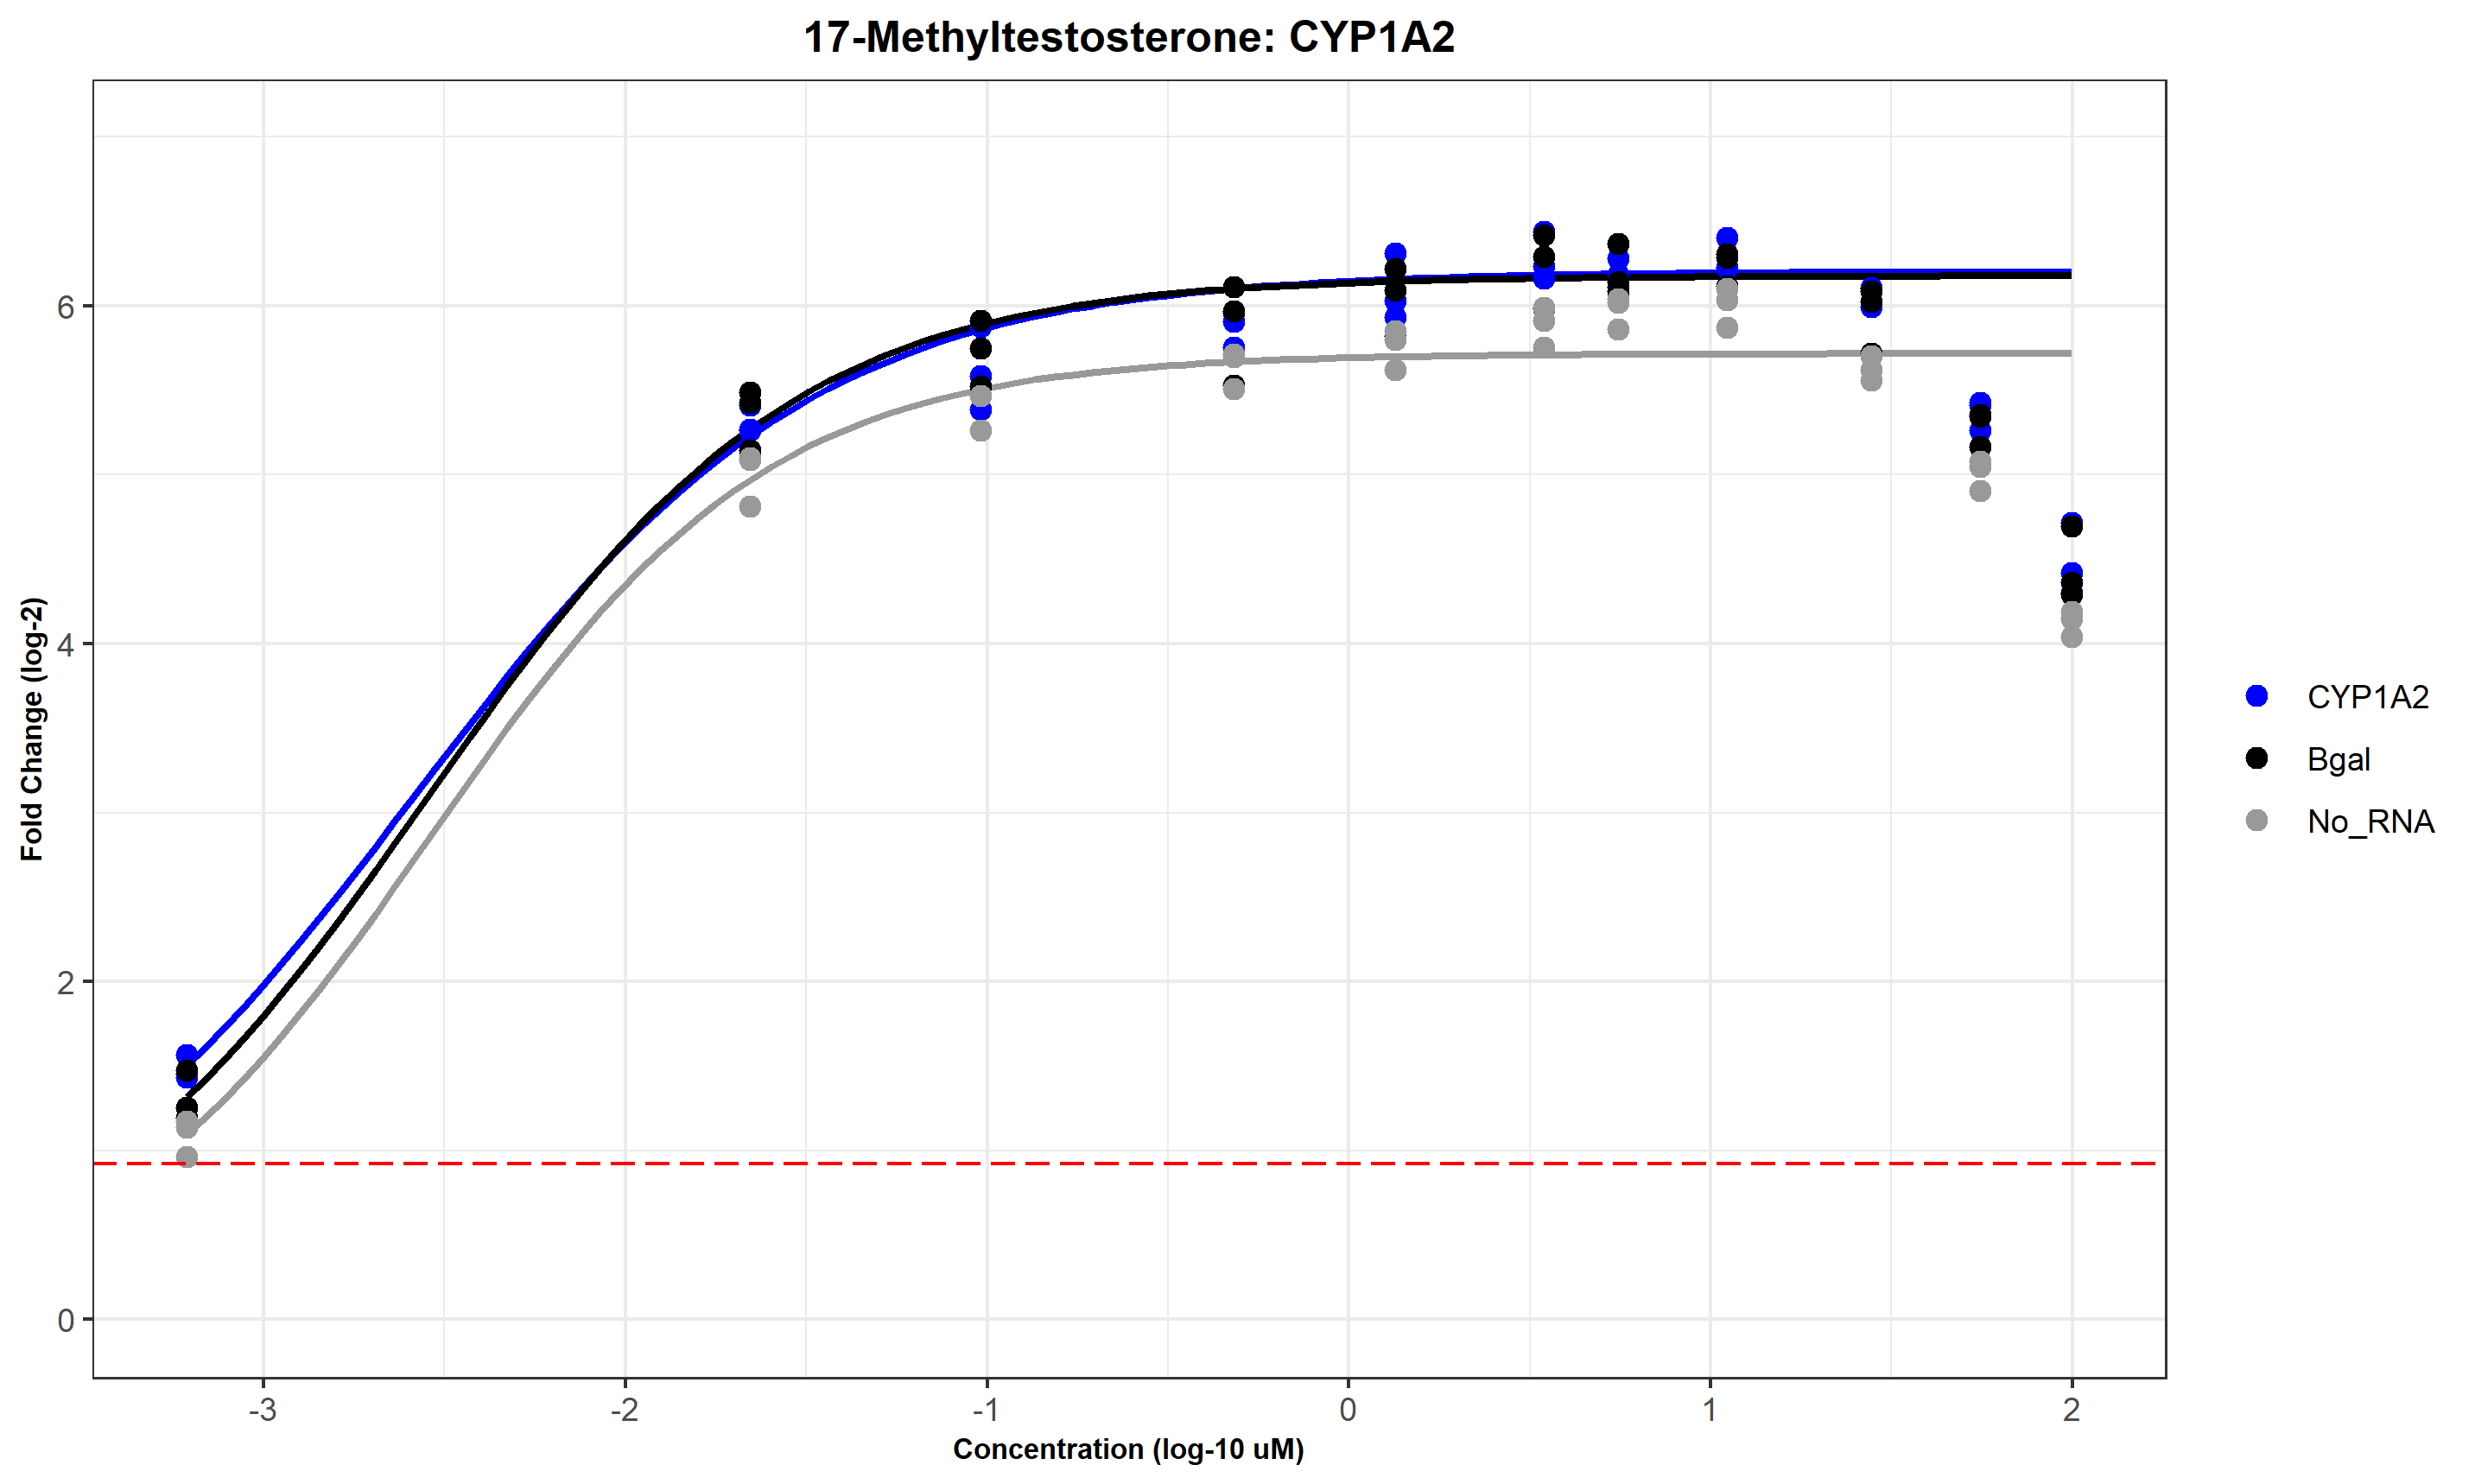 17-Methyltestosterone: CYP1A2
Fold Change (log-2)
6
4
2
0
-3
-2
-1
0
1
2
Concentration (log-10 uM)
CYP1A2
Bgal
No_RNA